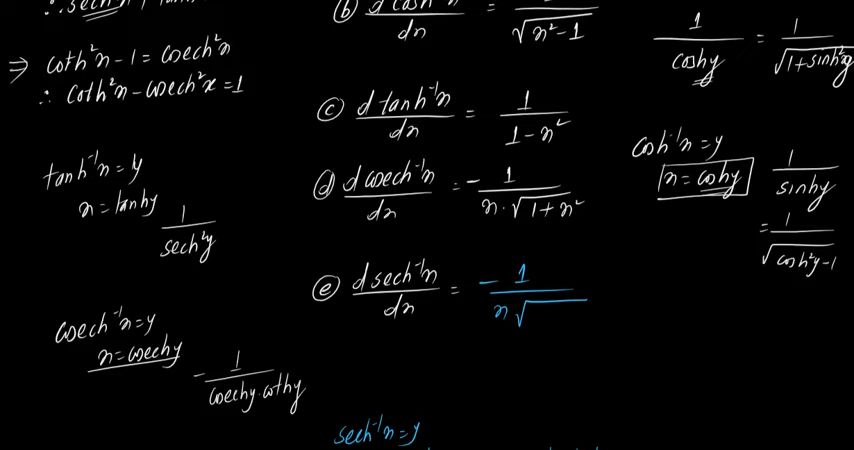 ∴ sech²x + tan
⇒ coth²x - 1 = cosech²x
∴ coth²x - cosech²x = 1
tanh⁻¹x = y
x = tanhy
1/sech²y
cosech⁻¹x = y
x = cosechy
- 1/(cosechy·cothy)
(b) d cosh⁻¹x/dx = 1/√(x²-1)
(c) d tanh⁻¹x/dx = 1/(1-x²)
(d) d cosech⁻¹x/dx = - 1/(x·√(1+x²))
(e) d sech⁻¹x/dx = - 1/(x√
sech⁻¹x = y
1/coshy = 1/√(1+sinh²y)
cosh⁻¹x = y
x = coshy
1/sinhy
= 1/√(cosh²y-1)